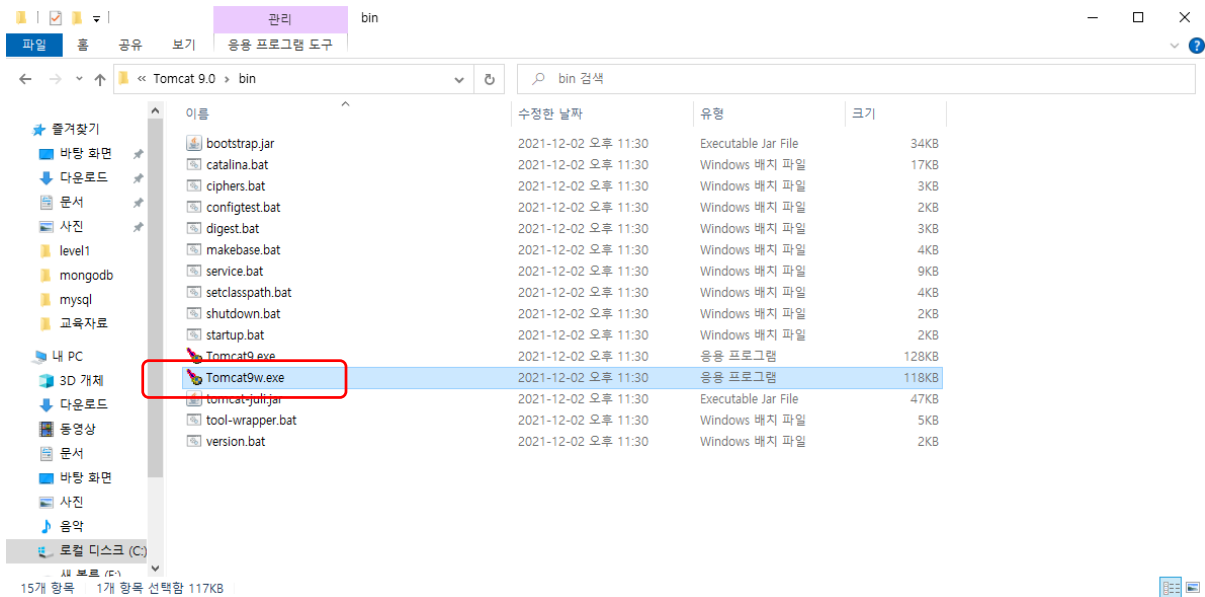 관리 bin
파일 홈 공유 보기 응용 프로그램 도구
« Tomcat 9.0 › bin bin 검색
이름 수정한 날짜 유형 크기
즐겨찾기
바탕 화면
다운로드
문서
사진
level1
mongodb
mysql
교육자료
내 PC
3D 개체
다운로드
동영상
문서
바탕 화면
사진
음악
로컬 디스크 (C:)
새 볼륨 (F:)
bootstrap.jar 2021-12-02 오후 11:30 Executable Jar File 34KB
catalina.bat 2021-12-02 오후 11:30 Windows 배치 파일 17KB
ciphers.bat 2021-12-02 오후 11:30 Windows 배치 파일 3KB
configtest.bat 2021-12-02 오후 11:30 Windows 배치 파일 2KB
digest.bat 2021-12-02 오후 11:30 Windows 배치 파일 3KB
makebase.bat 2021-12-02 오후 11:30 Windows 배치 파일 4KB
service.bat 2021-12-02 오후 11:30 Windows 배치 파일 9KB
setclasspath.bat 2021-12-02 오후 11:30 Windows 배치 파일 4KB
shutdown.bat 2021-12-02 오후 11:30 Windows 배치 파일 2KB
startup.bat 2021-12-02 오후 11:30 Windows 배치 파일 2KB
Tomcat9.exe 2021-12-02 오후 11:30 응용 프로그램 128KB
Tomcat9w.exe 2021-12-02 오후 11:30 응용 프로그램 118KB
tomcat-juli.jar 2021-12-02 오후 11:30 Executable Jar File 47KB
tool-wrapper.bat 2021-12-02 오후 11:30 Windows 배치 파일 5KB
version.bat 2021-12-02 오후 11:30 Windows 배치 파일 2KB
15개 항목 1개 항목 선택함 117KB